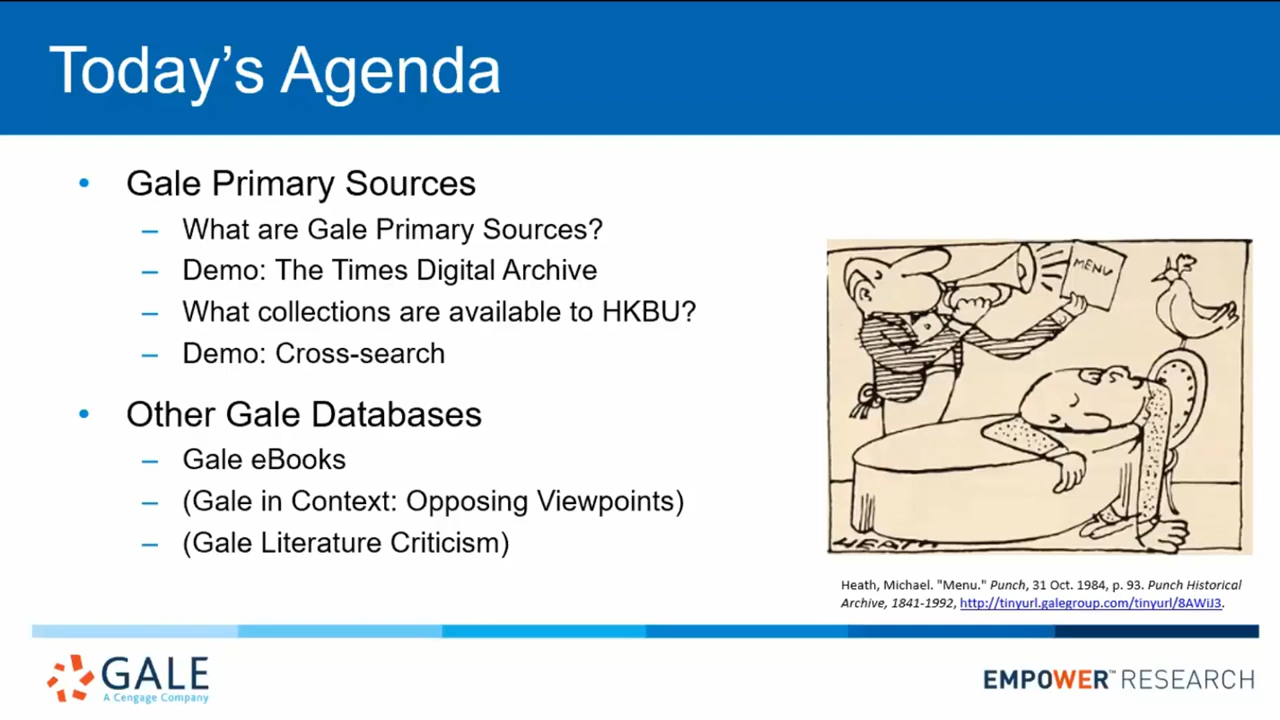 Today’s Agenda
• Gale Primary Sources
– What are Gale Primary Sources?
– Demo: The Times Digital Archive
– What collections are available to HKBU?
– Demo: Cross-search
• Other Gale Databases
– Gale eBooks
– (Gale in Context: Opposing Viewpoints)
– (Gale Literature Criticism)
MENU
HEATH
Heath, Michael. "Menu." Punch, 31 Oct. 1984, p. 93. Punch Historical
Archive, 1841-1992, http://tinyurl.galegroup.com/tinyurl/8AWiJ3.
GALE
A Cengage Company
EMPOWER™ RESEARCH